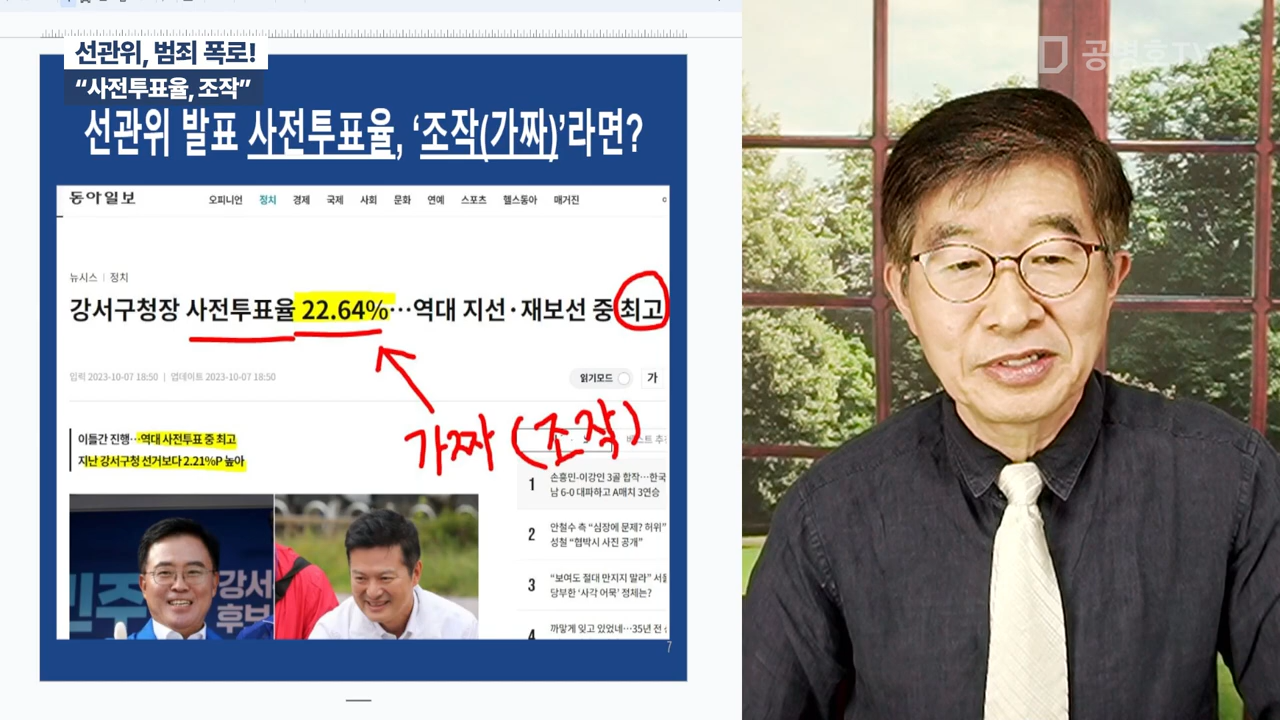 선관위, 범죄 폭로!
“사전투표율, 조작”
공병호TV
선관위 발표 사전투표율, ‘조작(가짜)’라면?
동아일보
오피니언 정치 경제 국제 사회 문화 연예 스포츠 헬스동아 매거진
뉴시스 | 정치
강서구청장 사전투표율 22.64%…역대 지선·재보선 중 최고
입력 2023-10-07 18:50 | 업데이트 2023-10-07 18:50
읽기모드 가
가짜 (조작)
이틀간 진행…역대 사전투표 중 최고
지난 강서구청 선거보다 2.21%P 높아
1 손흥민-이강인 3골 합작…한국
남 6-0 대파하고 A매치 3연승
2 안철수 측 “심장에 문제? 허위”
성철 “협박시 사진 공개”
3 “보여도 절대 만지지 말라” 서울
당부한 ‘사각 어묵’ 정체는?
4 까맣게 잊고 있었네…35년 전
민주
강서
후보
7